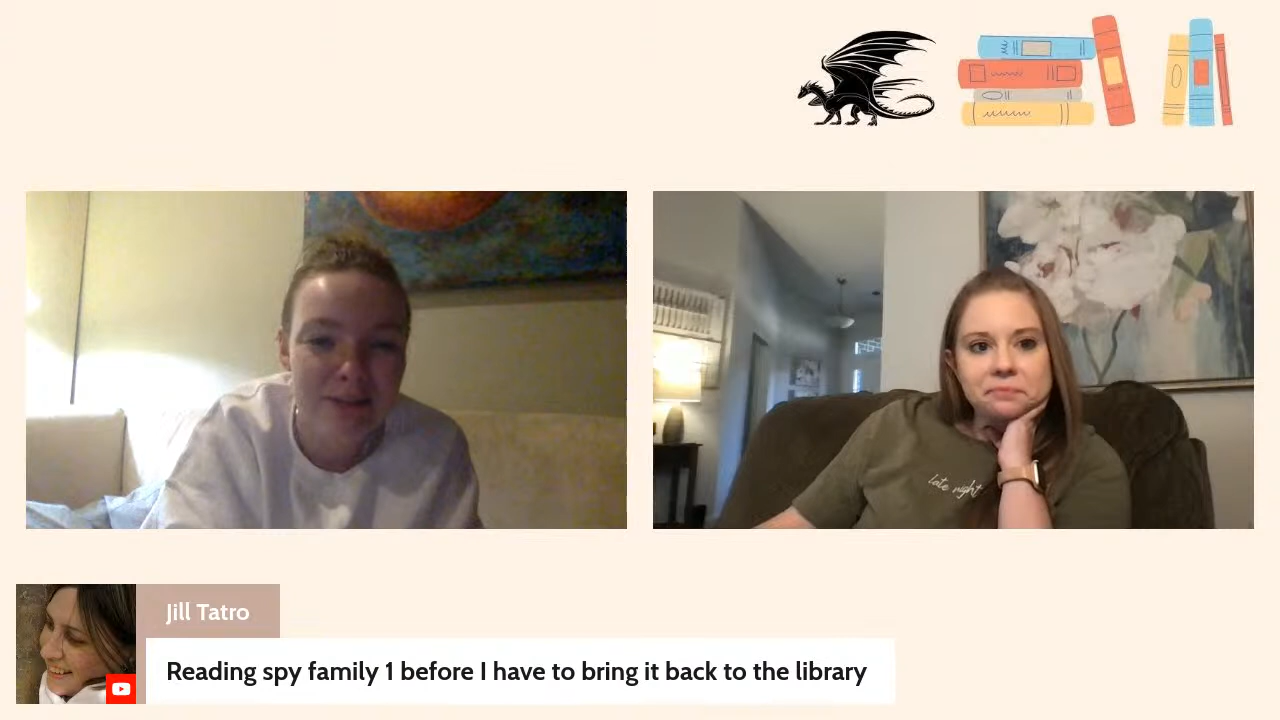 late night
Jill Tatro
Reading spy family 1 before I have to bring it back to the library